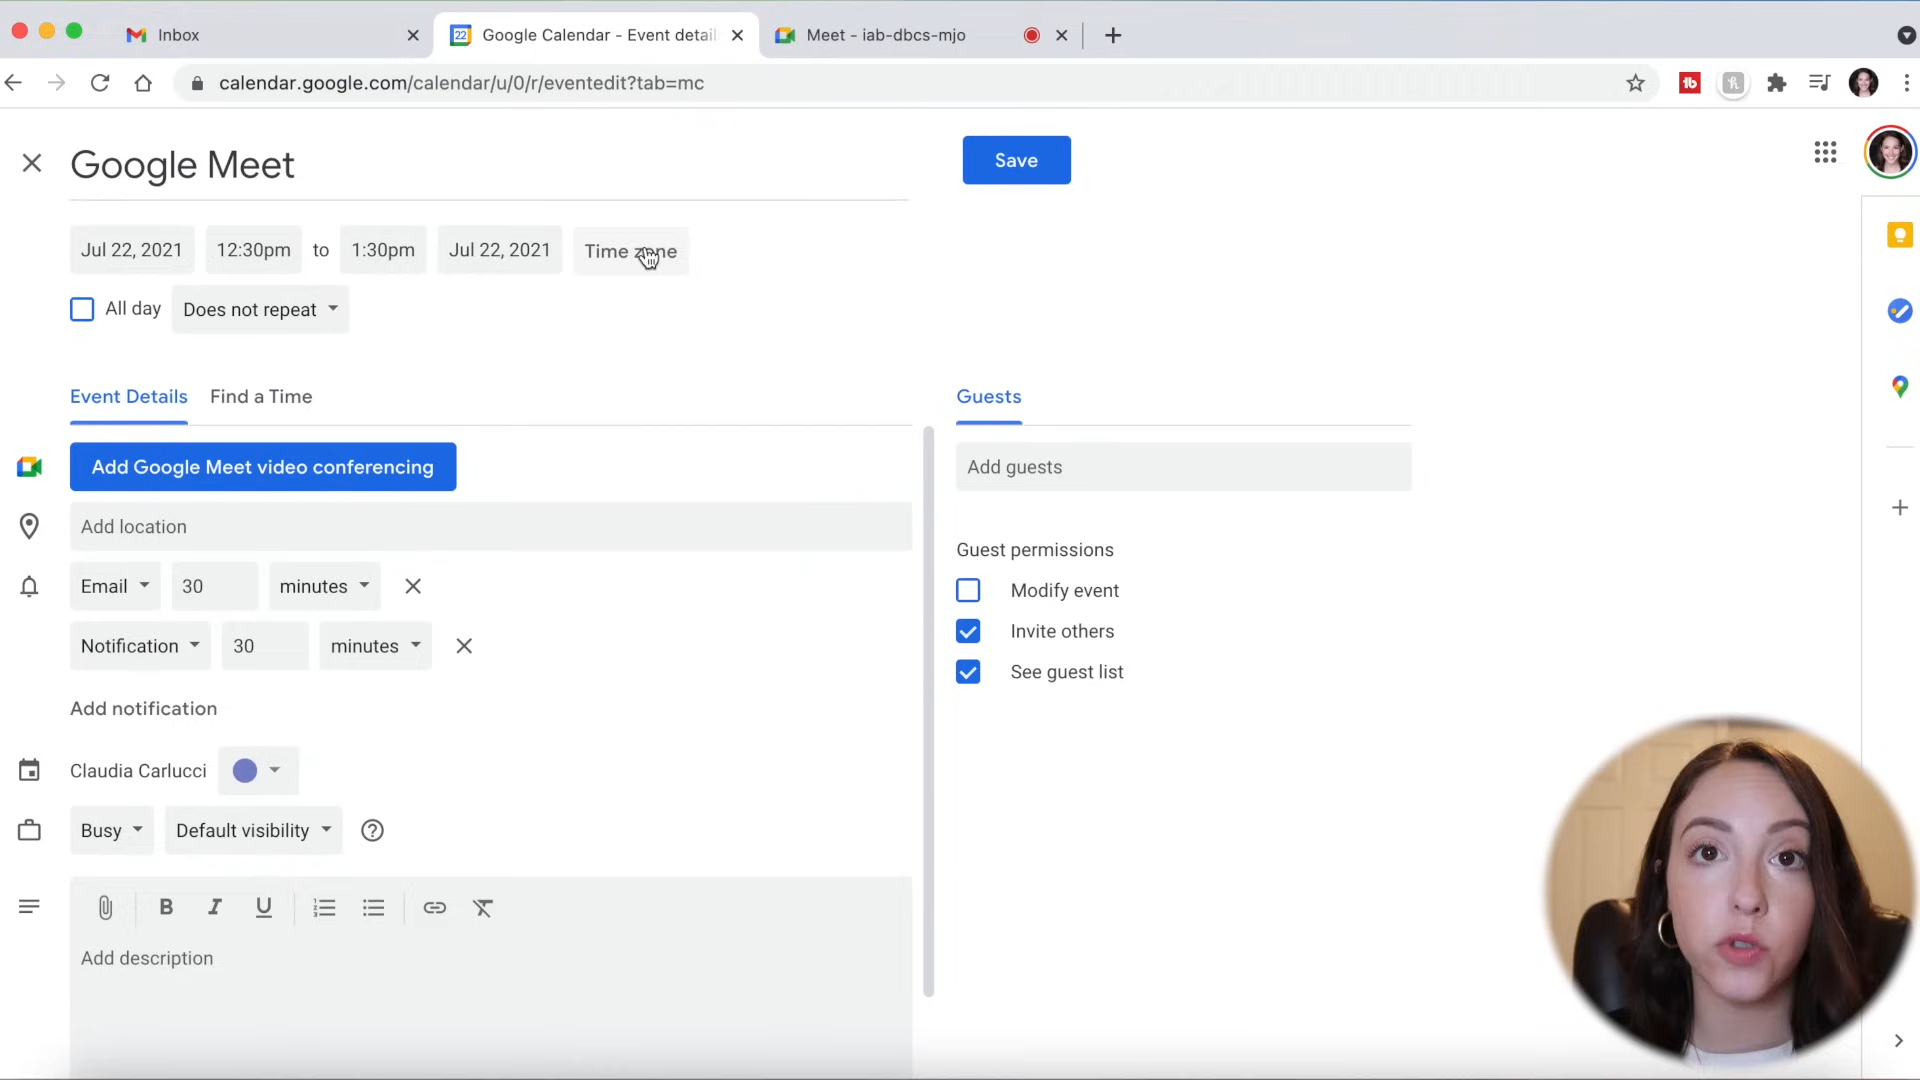 Inbox
22
Google Calendar - Event detail
Meet - iab-dbcs-mjo
calendar.google.com/calendar/u/0/r/eventedit?tab=mc
Google Meet
Save
Jul 22, 2021 12:30pm to 1:30pm Jul 22, 2021 Time zone
All day Does not repeat
Event Details Find a Time
Guests
Add Google Meet video conferencing
Add guests
Add location
Guest permissions
Email 30 minutes
Modify event
Notification 30 minutes
Invite others
See guest list
Add notification
Claudia Carlucci
Busy Default visibility
B I U
Add description